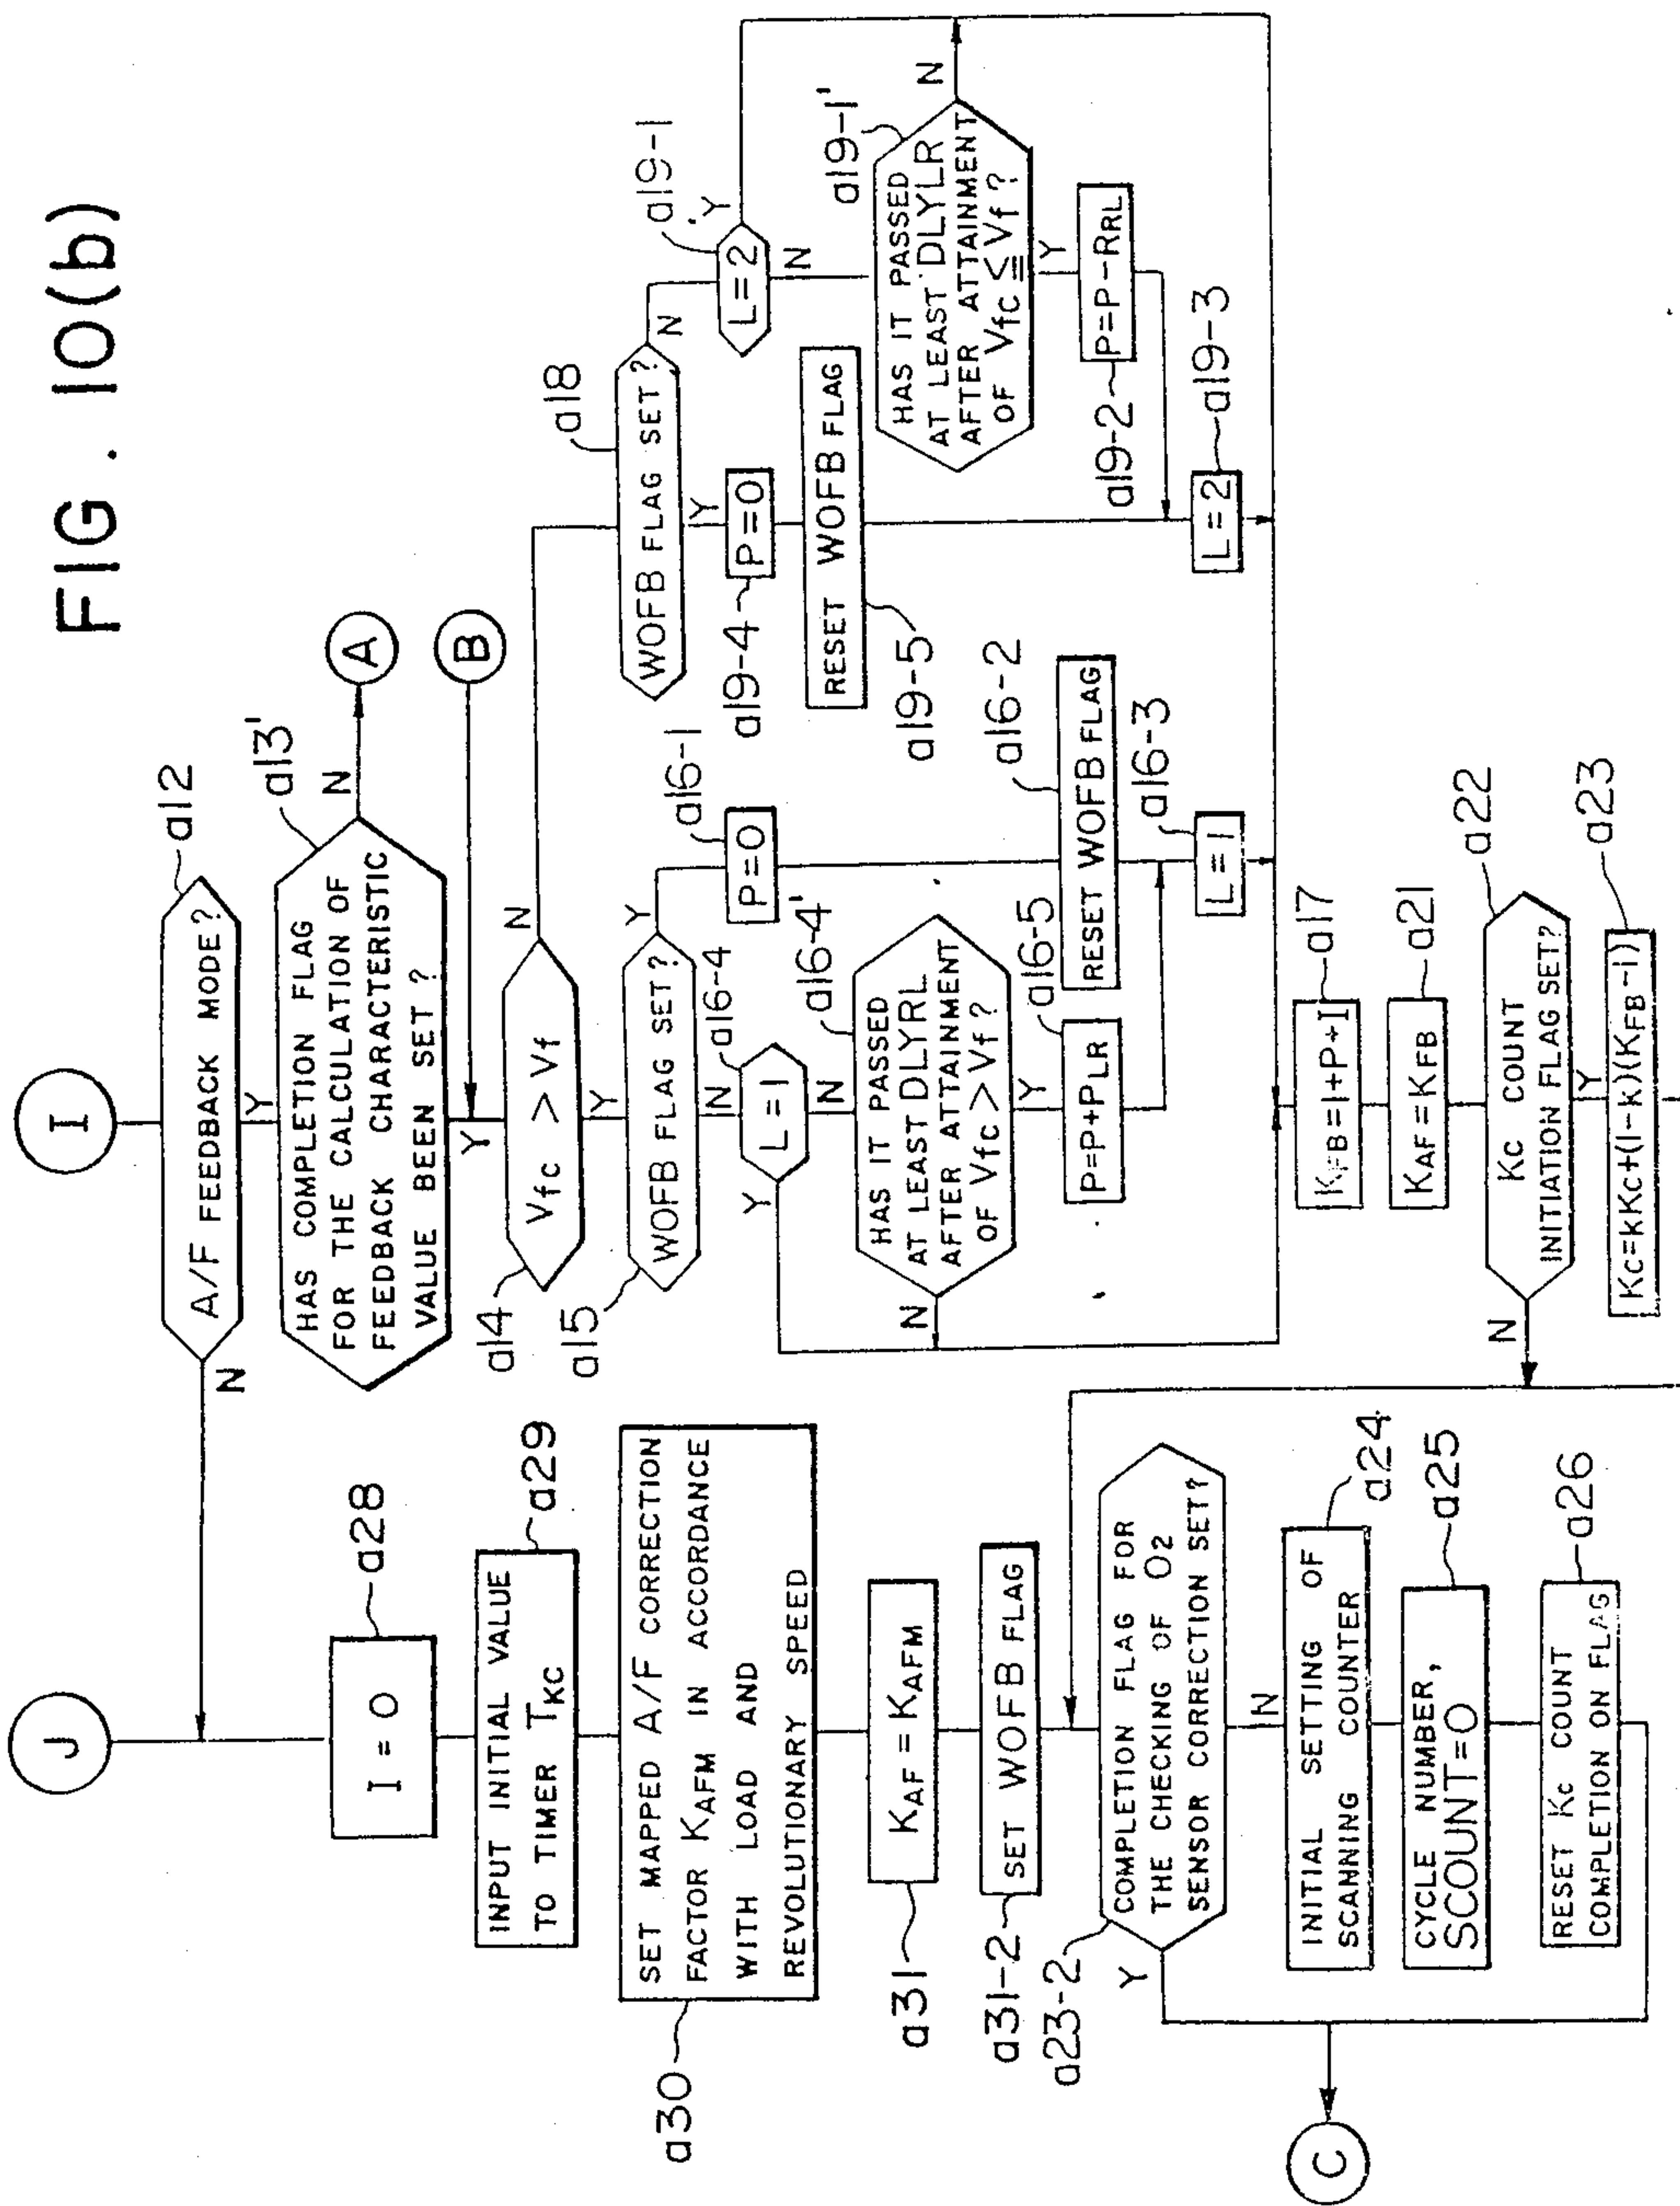 FIG. 10(b)
I
A/F FEEDBACK MODE?
a12
N
Y
HAS COMPLETION FLAG
FOR THE CALCULATION OF
FEEDBACK CHARACTERISTIC
VALUE BEEN SET?
a13'
N
A
Y
B
Vfc > Vf
a14
N
Y
WOFB FLAG SET?
a15
Y
N
P=0
a16-1
L=1
a16-4
Y
N
HAS IT PASSED
AT LEAST DLYRL
AFTER ATTAINMENT
OF Vfc > Vf?
a16-4'
N
Y
P=P+PLR
a16-5
RESET WOFB FLAG
a16-2
L=1
a16-3
WOFB FLAG SET?
a18
Y
N
P=0
a19-4
RESET WOFB FLAG
a19-5
L=2
a19-1
Y
N
HAS IT PASSED
AT LEAST DLYLR
AFTER ATTAINMENT
OF Vfc ≦ Vf?
a19-1'
N
Y
P=P-RRL
a19-2
L=2
a19-3
KFB=1+P+I
a17
KAF=KFB
a21
Kc COUNT
INITIATION FLAG SET?
a22
N
Y
Kc=kKc+(1-k)(KFB-1)
a23
J
I=0
a28
INPUT INITIAL VALUE
TO TIMER TKC
a29
SET MAPPED A/F CORRECTION
FACTOR KAFM IN ACCORDANCE
WITH LOAD AND
REVOLUTIONARY SPEED
a30
KAF = KAFM
a31
SET WOFB FLAG
a31-2
COMPLETION FLAG FOR
THE CHECKING OF O2
SENSOR CORRECTION SET?
a23-2
Y
N
INITIAL SETTING OF
SCANNING COUNTER
a24
CYCLE NUMBER,
SCOUNT=0
a25
RESET Kc COUNT
COMPLETION ON FLAG
a26
C